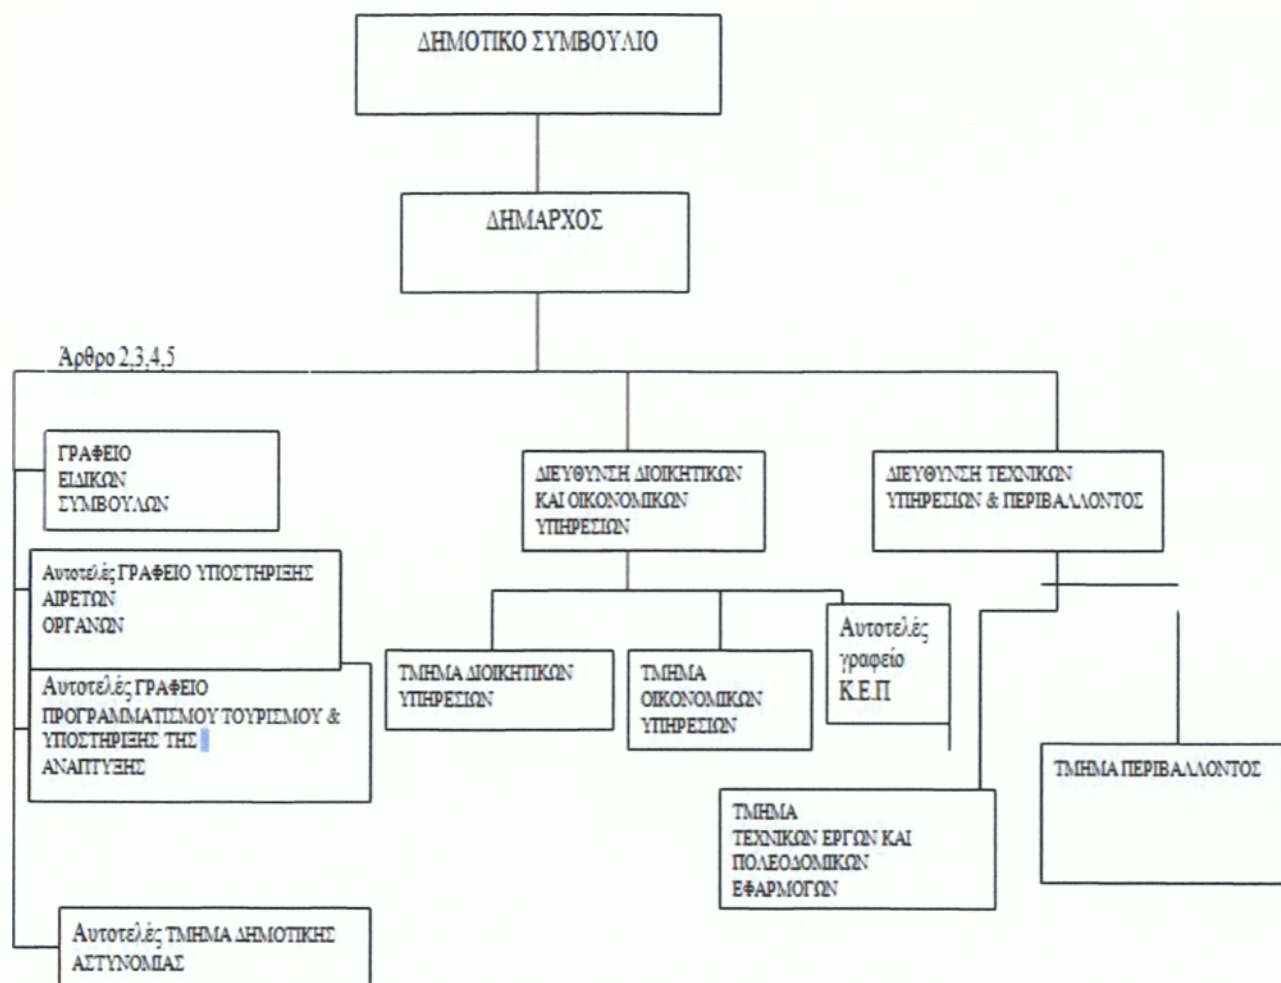 ΔΗΜΟΤΙΚΟ ΣΥΜΒΟΥΛΙΟ
ΔΗΜΑΡΧΟΣ
Άρθρο 2,3,4,5
ΓΡΑΦΕΙΟ
ΕΙΔΙΚΩΝ
ΣΥΜΒΟΥΛΩΝ
Αυτοτελές ΓΡΑΦΕΙΟ ΥΠΟΣΤΗΡΙΞΗΣ
ΑΙΡΕΤΩΝ
ΟΡΓΑΝΩΝ
Αυτοτελές ΓΡΑΦΕΙΟ
ΠΡΟΓΡΑΜΜΑΤΙΣΜΟΥ ΤΟΥΡΙΣΜΟΥ &
ΥΠΟΣΤΗΡΙΞΗΣ ΤΗΣ
ΑΝΑΠΤΥΞΗΣ
Αυτοτελές ΤΜΗΜΑ ΔΗΜΟΤΙΚΗΣ
ΑΣΤΥΝΟΜΙΑΣ
ΔΙΕΥΘΥΝΣΗ ΔΙΟΙΚΗΤΙΚΩΝ
ΚΑΙ ΟΙΚΟΝΟΜΙΚΩΝ
ΥΠΗΡΕΣΙΩΝ
ΤΜΗΜΑ ΔΙΟΙΚΗΤΙΚΩΝ
ΥΠΗΡΕΣΙΩΝ
ΤΜΗΜΑ
ΟΙΚΟΝΟΜΙΚΩΝ
ΥΠΗΡΕΣΙΩΝ
Αυτοτελές
γραφείο
Κ.Ε.Π
ΔΙΕΥΘΥΝΣΗ ΤΕΧΝΙΚΩΝ
ΥΠΗΡΕΣΙΩΝ & ΠΕΡΙΒΑΛΛΟΝΤΟΣ
ΤΜΗΜΑ
ΤΕΧΝΙΚΩΝ ΕΡΓΩΝ ΚΑΙ
ΠΟΛΕΟΔΟΜΙΚΩΝ
ΕΦΑΡΜΟΓΩΝ
ΤΜΗΜΑ ΠΕΡΙΒΑΛΛΟΝΤΟΣ